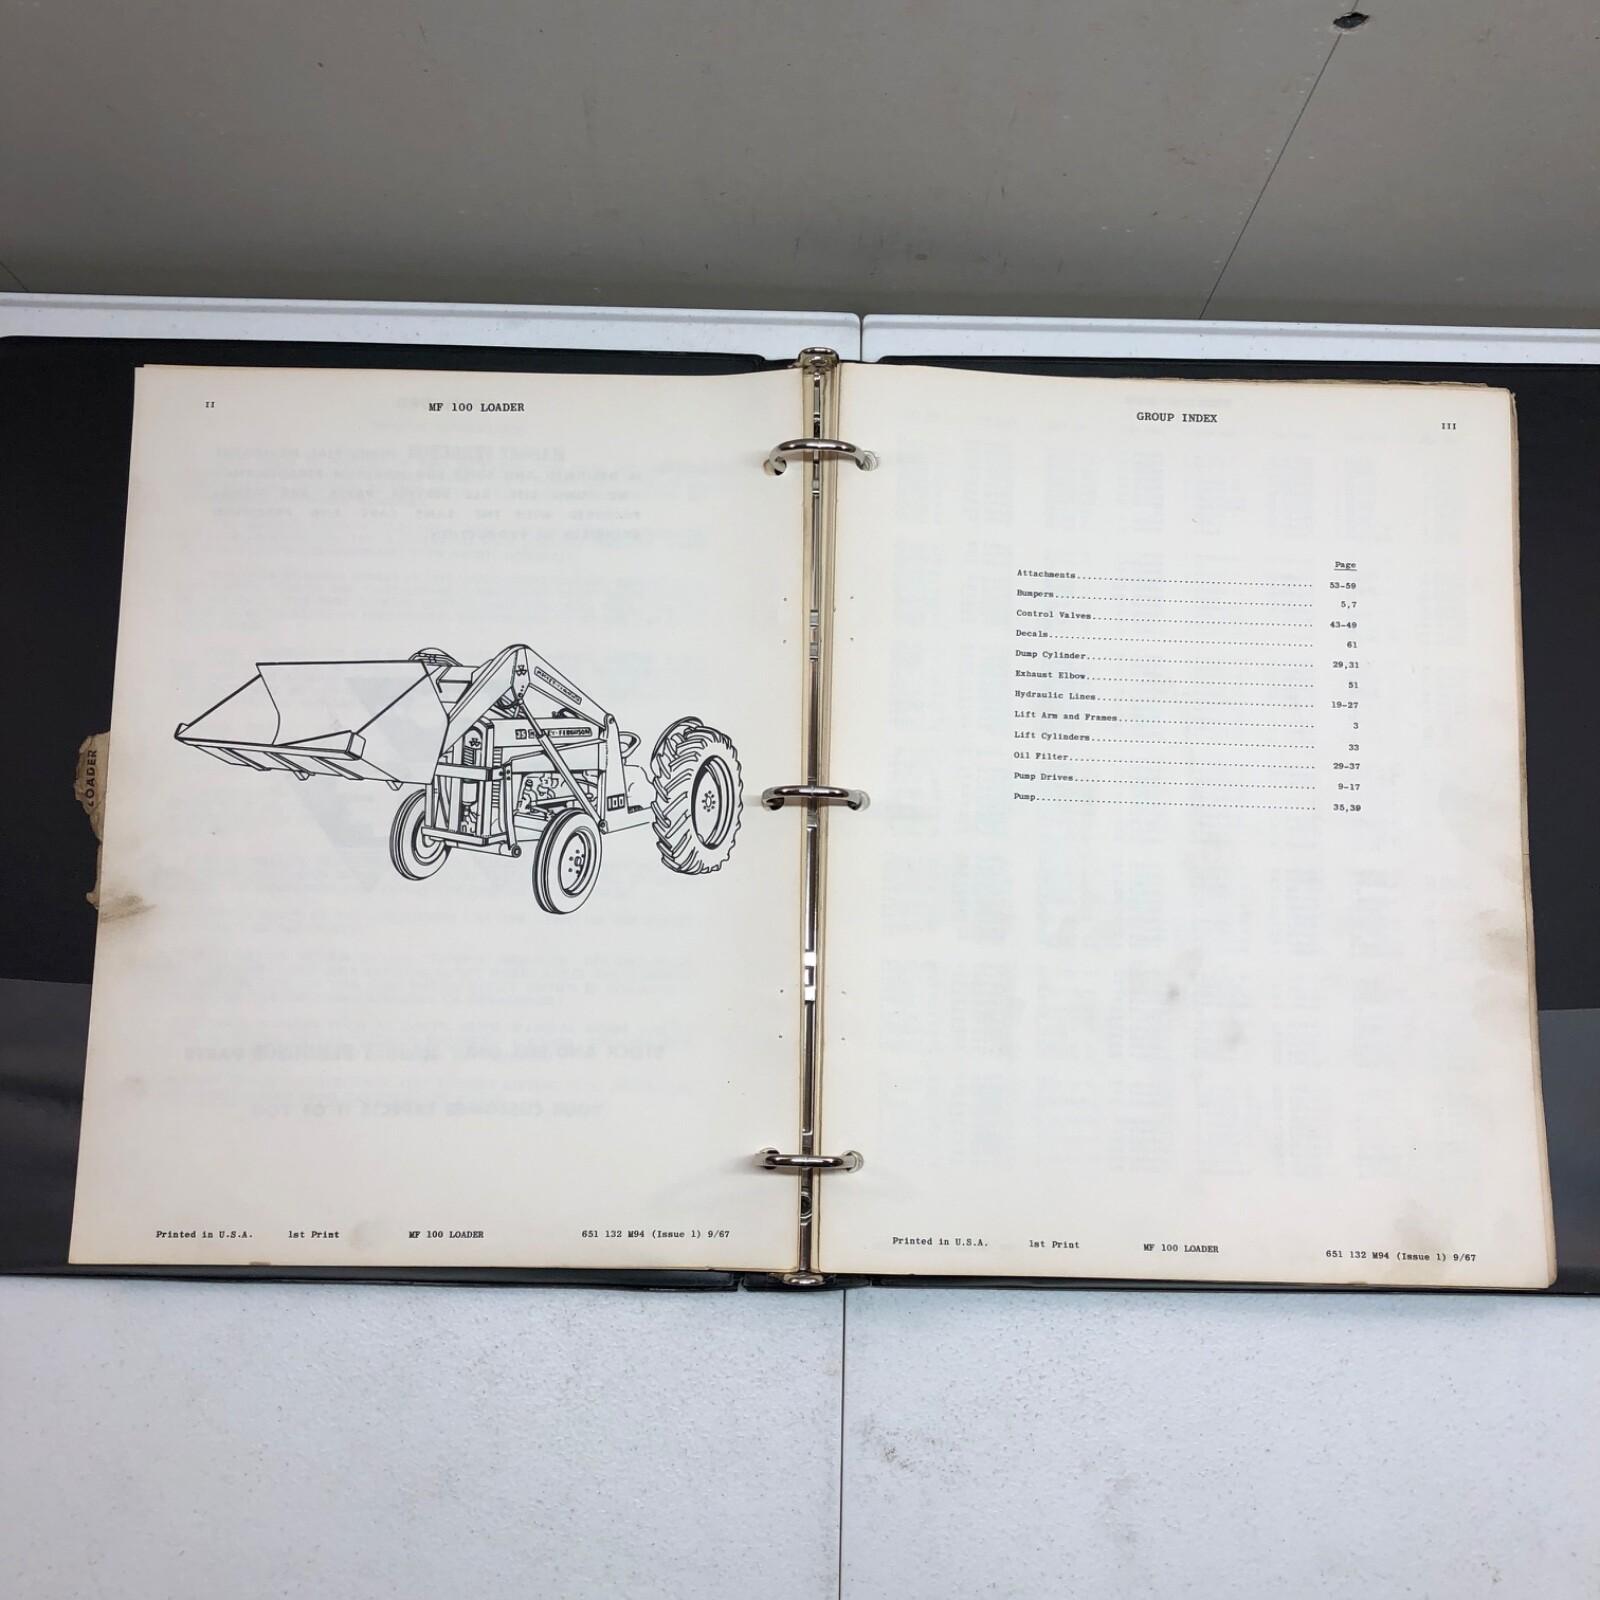 II
MF 100 LOADER
35 MASSEY-FERGUSON
100
LOADER
Printed in U.S.A. 1st Print MF 100 LOADER 651 132 M94 (Issue 1) 9/67
GROUP INDEX
III
Page
Attachments 53-59
Bumpers 5,7
Control Valves 43-49
Decals 61
Dump Cylinder 29,31
Exhaust Elbow 51
Hydraulic Lines 19-27
Lift Arm and Frames 3
Lift Cylinders 33
Oil Filter 29-37
Pump Drives 9-17
Pump 35,39
Printed in U.S.A. 1st Print MF 100 LOADER 651 132 M94 (Issue 1) 9/67